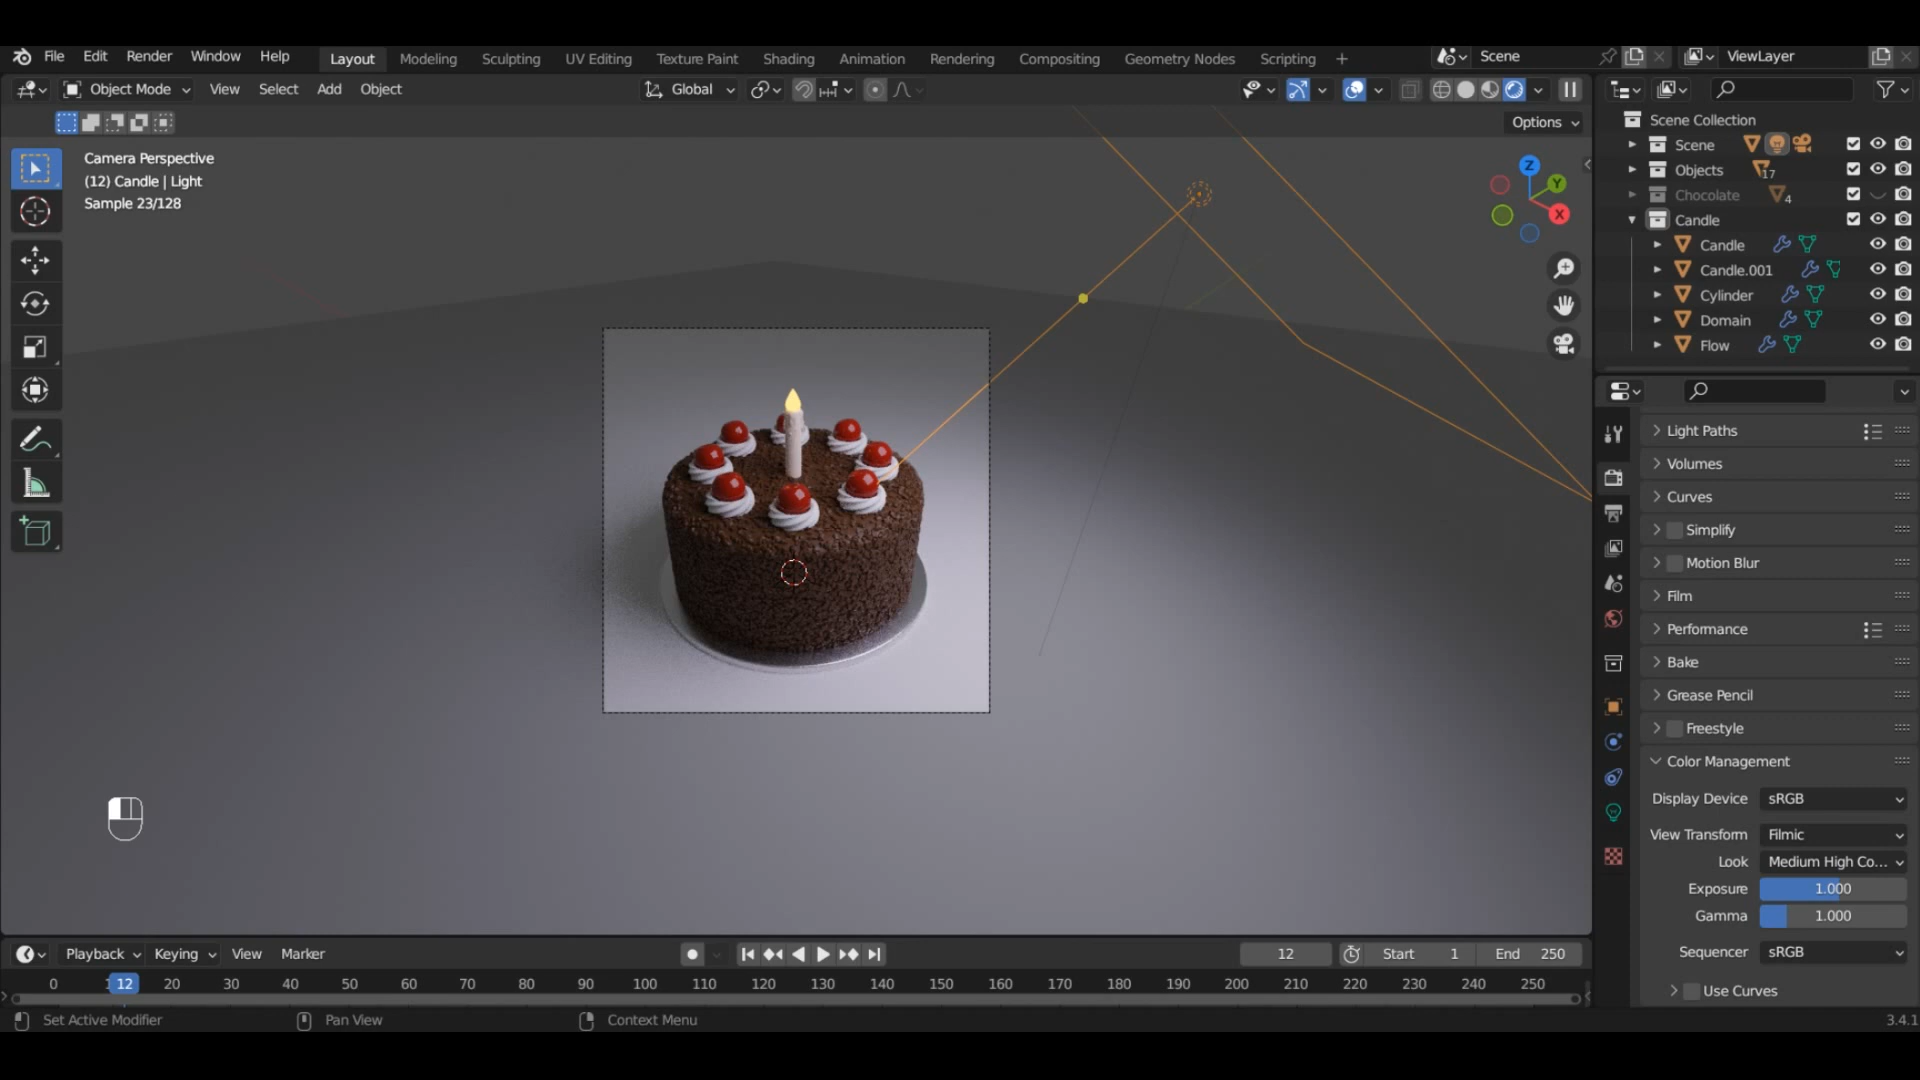 File Edit Render Window Help Layout Modeling Sculpting UV Editing Texture Paint Shading Animation Rendering Compositing Geometry Nodes Scripting + Scene ViewLayer
Object Mode View Select Add Object Global
Options
Camera Perspective
(12) Candle | Light
Sample 23/128
Z
Y
X
Scene Collection
Scene
Objects 17
Chocolate 4
Candle
Candle
Candle.001
Cylinder
Domain
Flow
Light Paths
Volumes
Curves
Simplify
Motion Blur
Film
Performance
Bake
Grease Pencil
Freestyle
Color Management
Display Device sRGB
View Transform Filmic
Look Medium High Co...
Exposure 1.000
Gamma 1.000
Sequencer sRGB
Use Curves
Playback Keying View Marker 12 Start 1 End 250
0 12 20 30 40 50 60 70 80 90 100 110 120 130 140 150 160 170 180 190 200 210 220 230 240 250
Set Active Modifier Pan View Context Menu 3.4.1